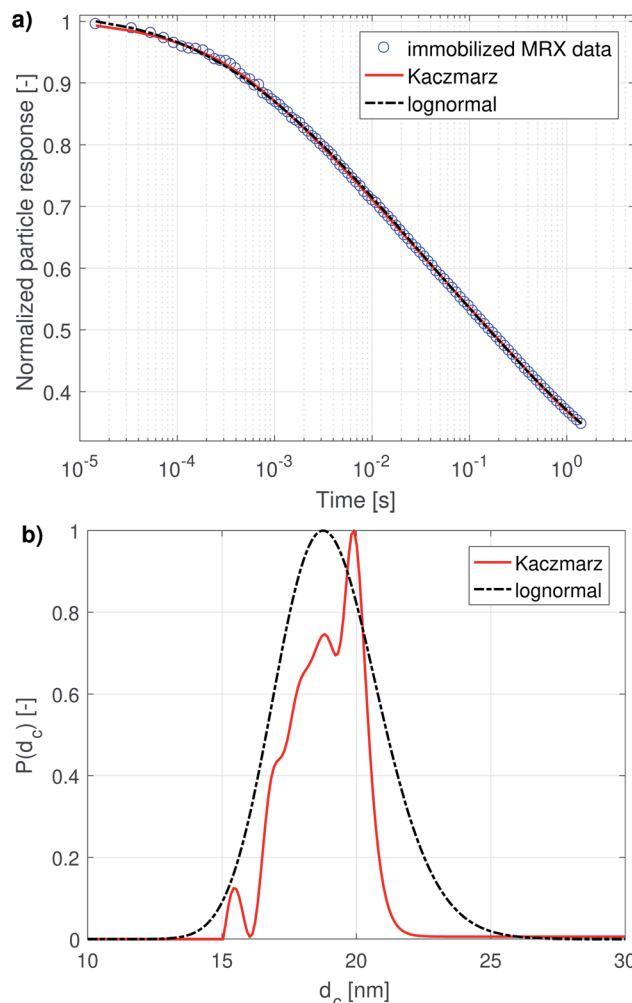 a)
1
0.9
0.8
0.7
0.6
0.5
0.4
Normalized particle response [-]
immobilized MRX data
Kaczmarz
lognormal
10⁻⁵ 10⁻⁴ 10⁻³ 10⁻² 10⁻¹ 10⁰
Time [s]
b)
1
0.8
0.6
0.4
0.2
0
P(d_c) [-]
Kaczmarz
lognormal
10 15 20 25 30
d_c [nm]